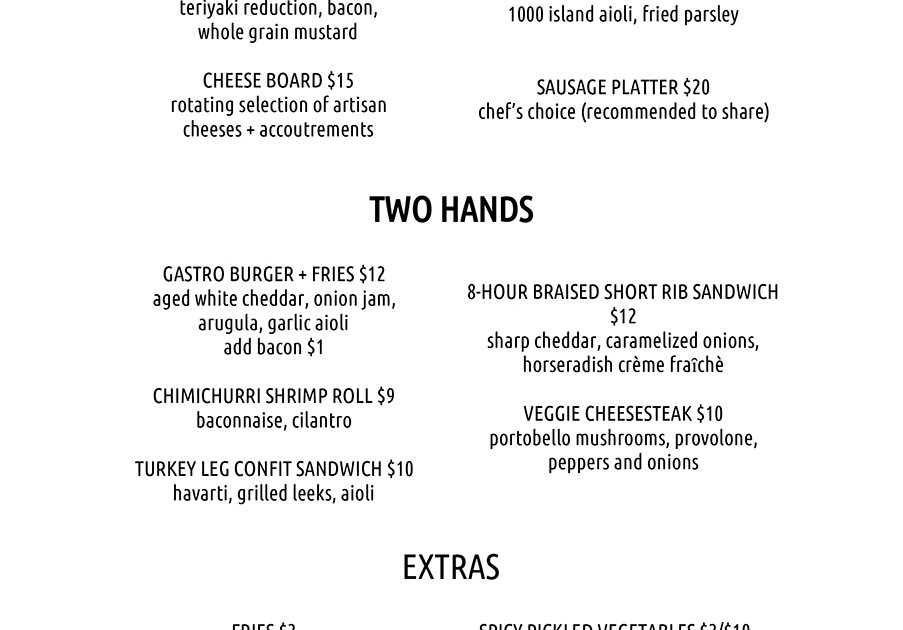 teriyaki reduction, bacon,
whole grain mustard
1000 island aioli, fried parsley
CHEESE BOARD $15
rotating selection of artisan
cheeses + accoutrements
SAUSAGE PLATTER $20
chef’s choice (recommended to share)
TWO HANDS
GASTRO BURGER + FRIES $12
aged white cheddar, onion jam,
arugula, garlic aioli
add bacon $1
CHIMICHURRI SHRIMP ROLL $9
baconnaise, cilantro
TURKEY LEG CONFIT SANDWICH $10
havarti, grilled leeks, aioli
8-HOUR BRAISED SHORT RIB SANDWICH
$12
sharp cheddar, caramelized onions,
horseradish crème fraîchè
VEGGIE CHEESESTEAK $10
portobello mushrooms, provolone,
peppers and onions
EXTRAS
FRIES $3
SPICY PICKLED VEGETABLES $3/$10